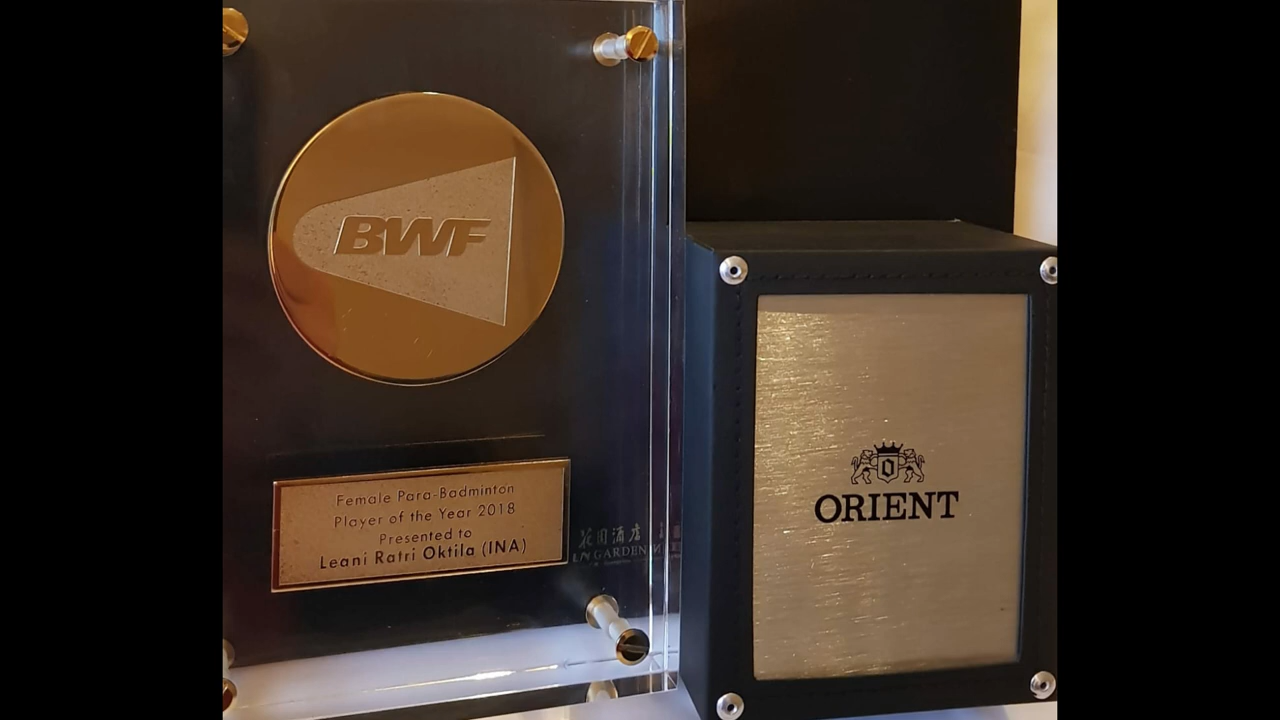 BWF
Female Para-Badminton
Player of the Year 2018
Presented to
Leani Ratri Oktila (INA)
花园酒店
GARDEN
ORIENT